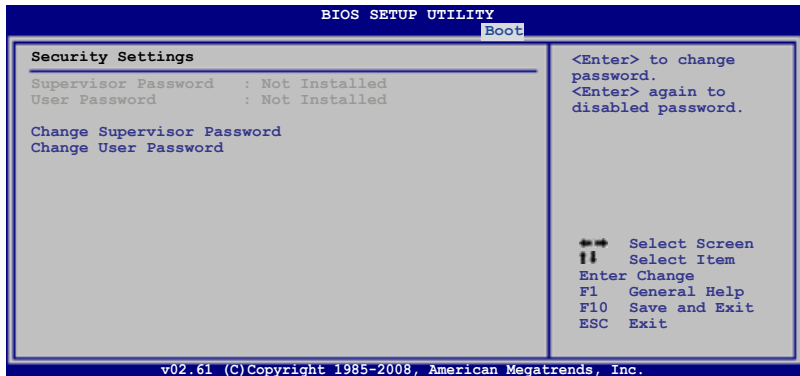 BIOS SETUP UTILITY
Boot
Security Settings
Supervisor Password : Not Installed
User Password : Not Installed
Change Supervisor Password
Change User Password
<Enter> to change
password.
<Enter> again to
disabled password.
Select Screen
Select Item
Enter Change
F1 General Help
F10 Save and Exit
ESC Exit
v02.61 (C)Copyright 1985-2008, American Megatrends, Inc.